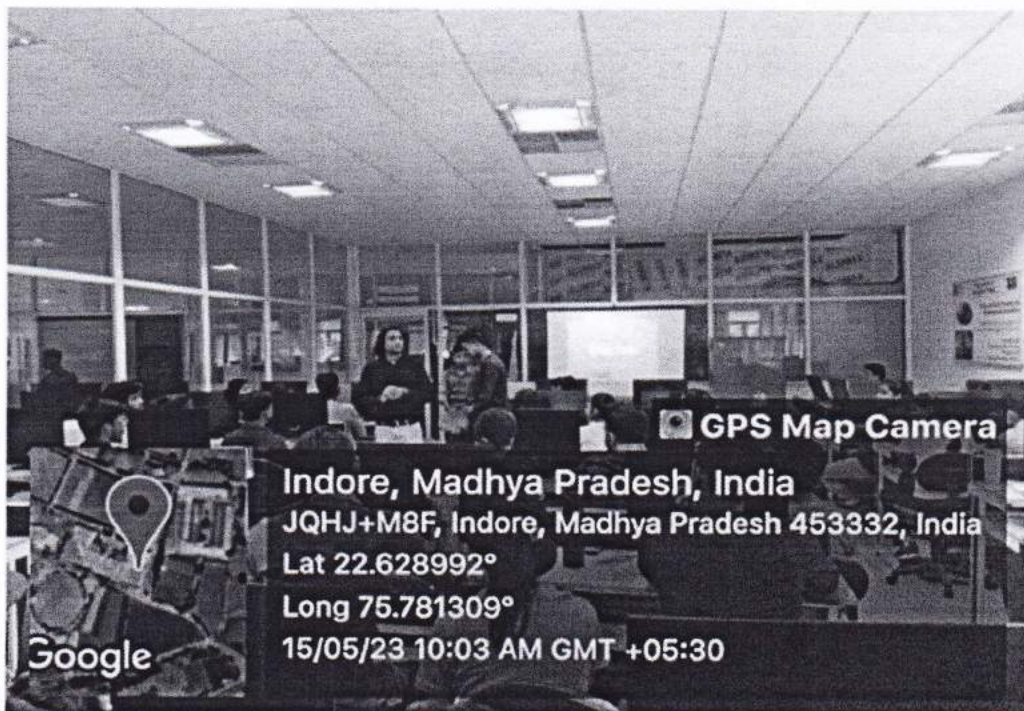 GPS Map Camera
Indore, Madhya Pradesh, India
JQHJ+M8F, Indore, Madhya Pradesh 453332, India
Lat 22.628992°
Long 75.781309°
15/05/23 10:03 AM GMT +05:30
Google